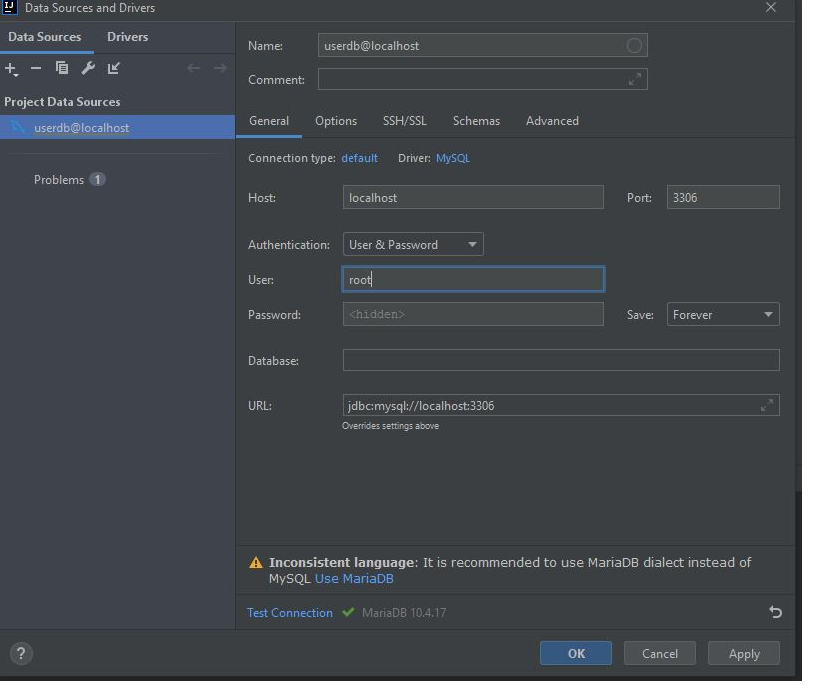 IJ Data Sources and Drivers
Data Sources Drivers
Project Data Sources
userdb@localhost
Problems 1
Name: userdb@localhost
Comment:
General Options SSH/SSL Schemas Advanced
Connection type: default Driver: MySQL
Host: localhost Port: 3306
Authentication: User & Password
User: root
Password: <hidden> Save: Forever
Database:
URL: jdbc:mysql://localhost:3306
Overrides settings above
Inconsistent language: It is recommended to use MariaDB dialect instead of
MySQL Use MariaDB
Test Connection MariaDB 10.4.17
? OK Cancel Apply